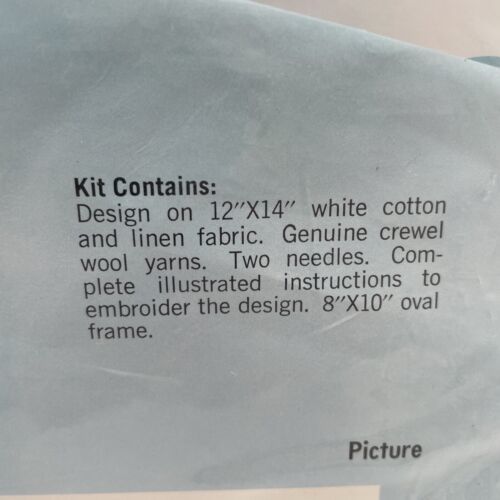 Kit Contains:
Design on 12"X14" white cotton
and linen fabric. Genuine crewel
wool yarns. Two needles. Com-
plete illustrated instructions to
embroider the design. 8"X10" oval
frame.
Picture